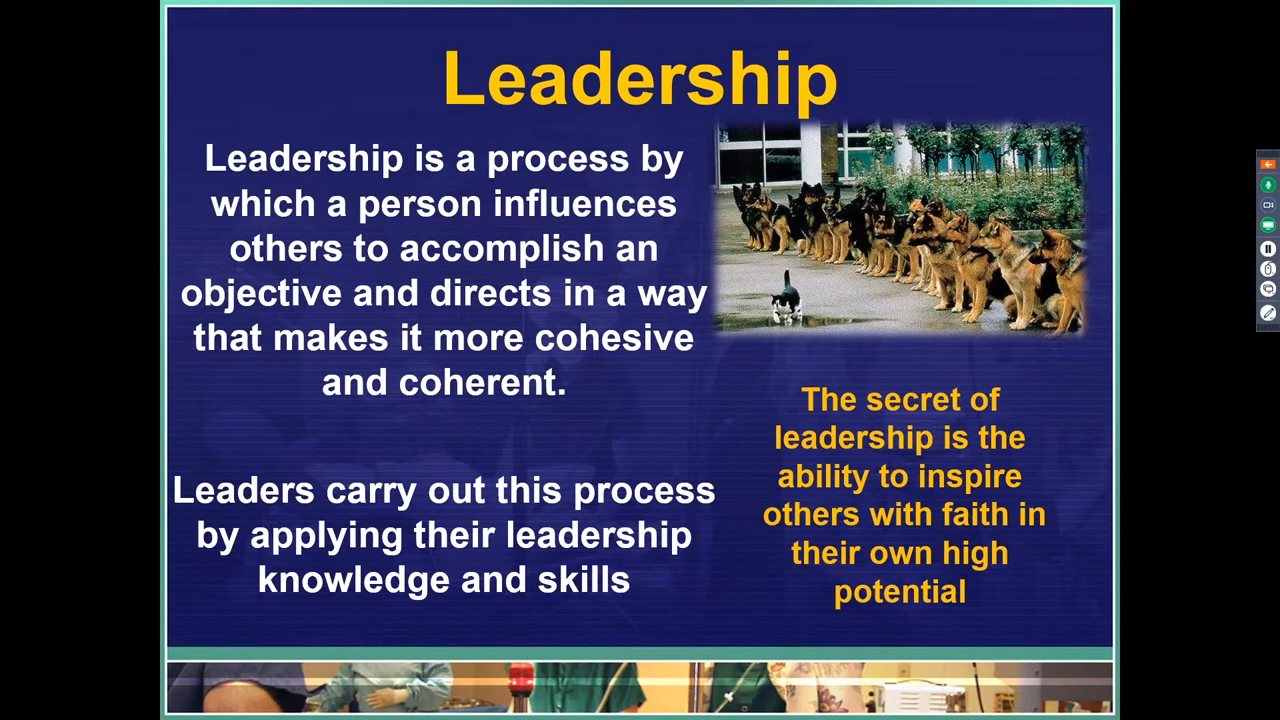 Leadership
Leadership is a process by
which a person influences
others to accomplish an
objective and directs in a way
that makes it more cohesive
and coherent.
Leaders carry out this process
by applying their leadership
knowledge and skills
The secret of
leadership is the
ability to inspire
others with faith in
their own high
potential